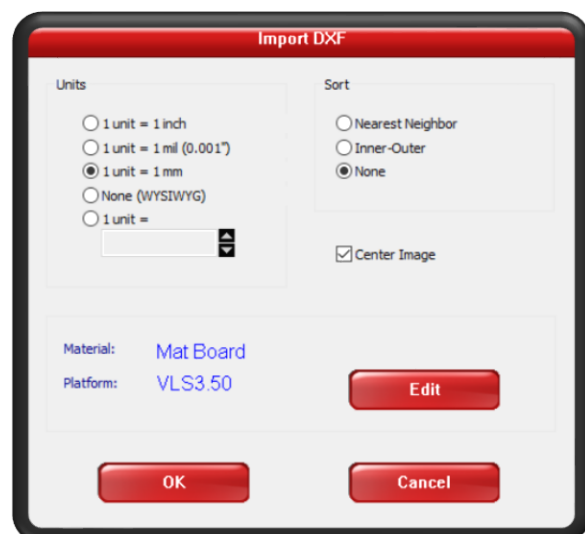 Import DXF
Units
1 unit = 1 inch
1 unit = 1 mil (0.001")
1 unit = 1 mm
None (WYSIWYG)
1 unit =
Sort
Nearest Neighbor
Inner-Outer
None
Center Image
Material: Mat Board
Platform: VLS3.50
Edit
OK
Cancel